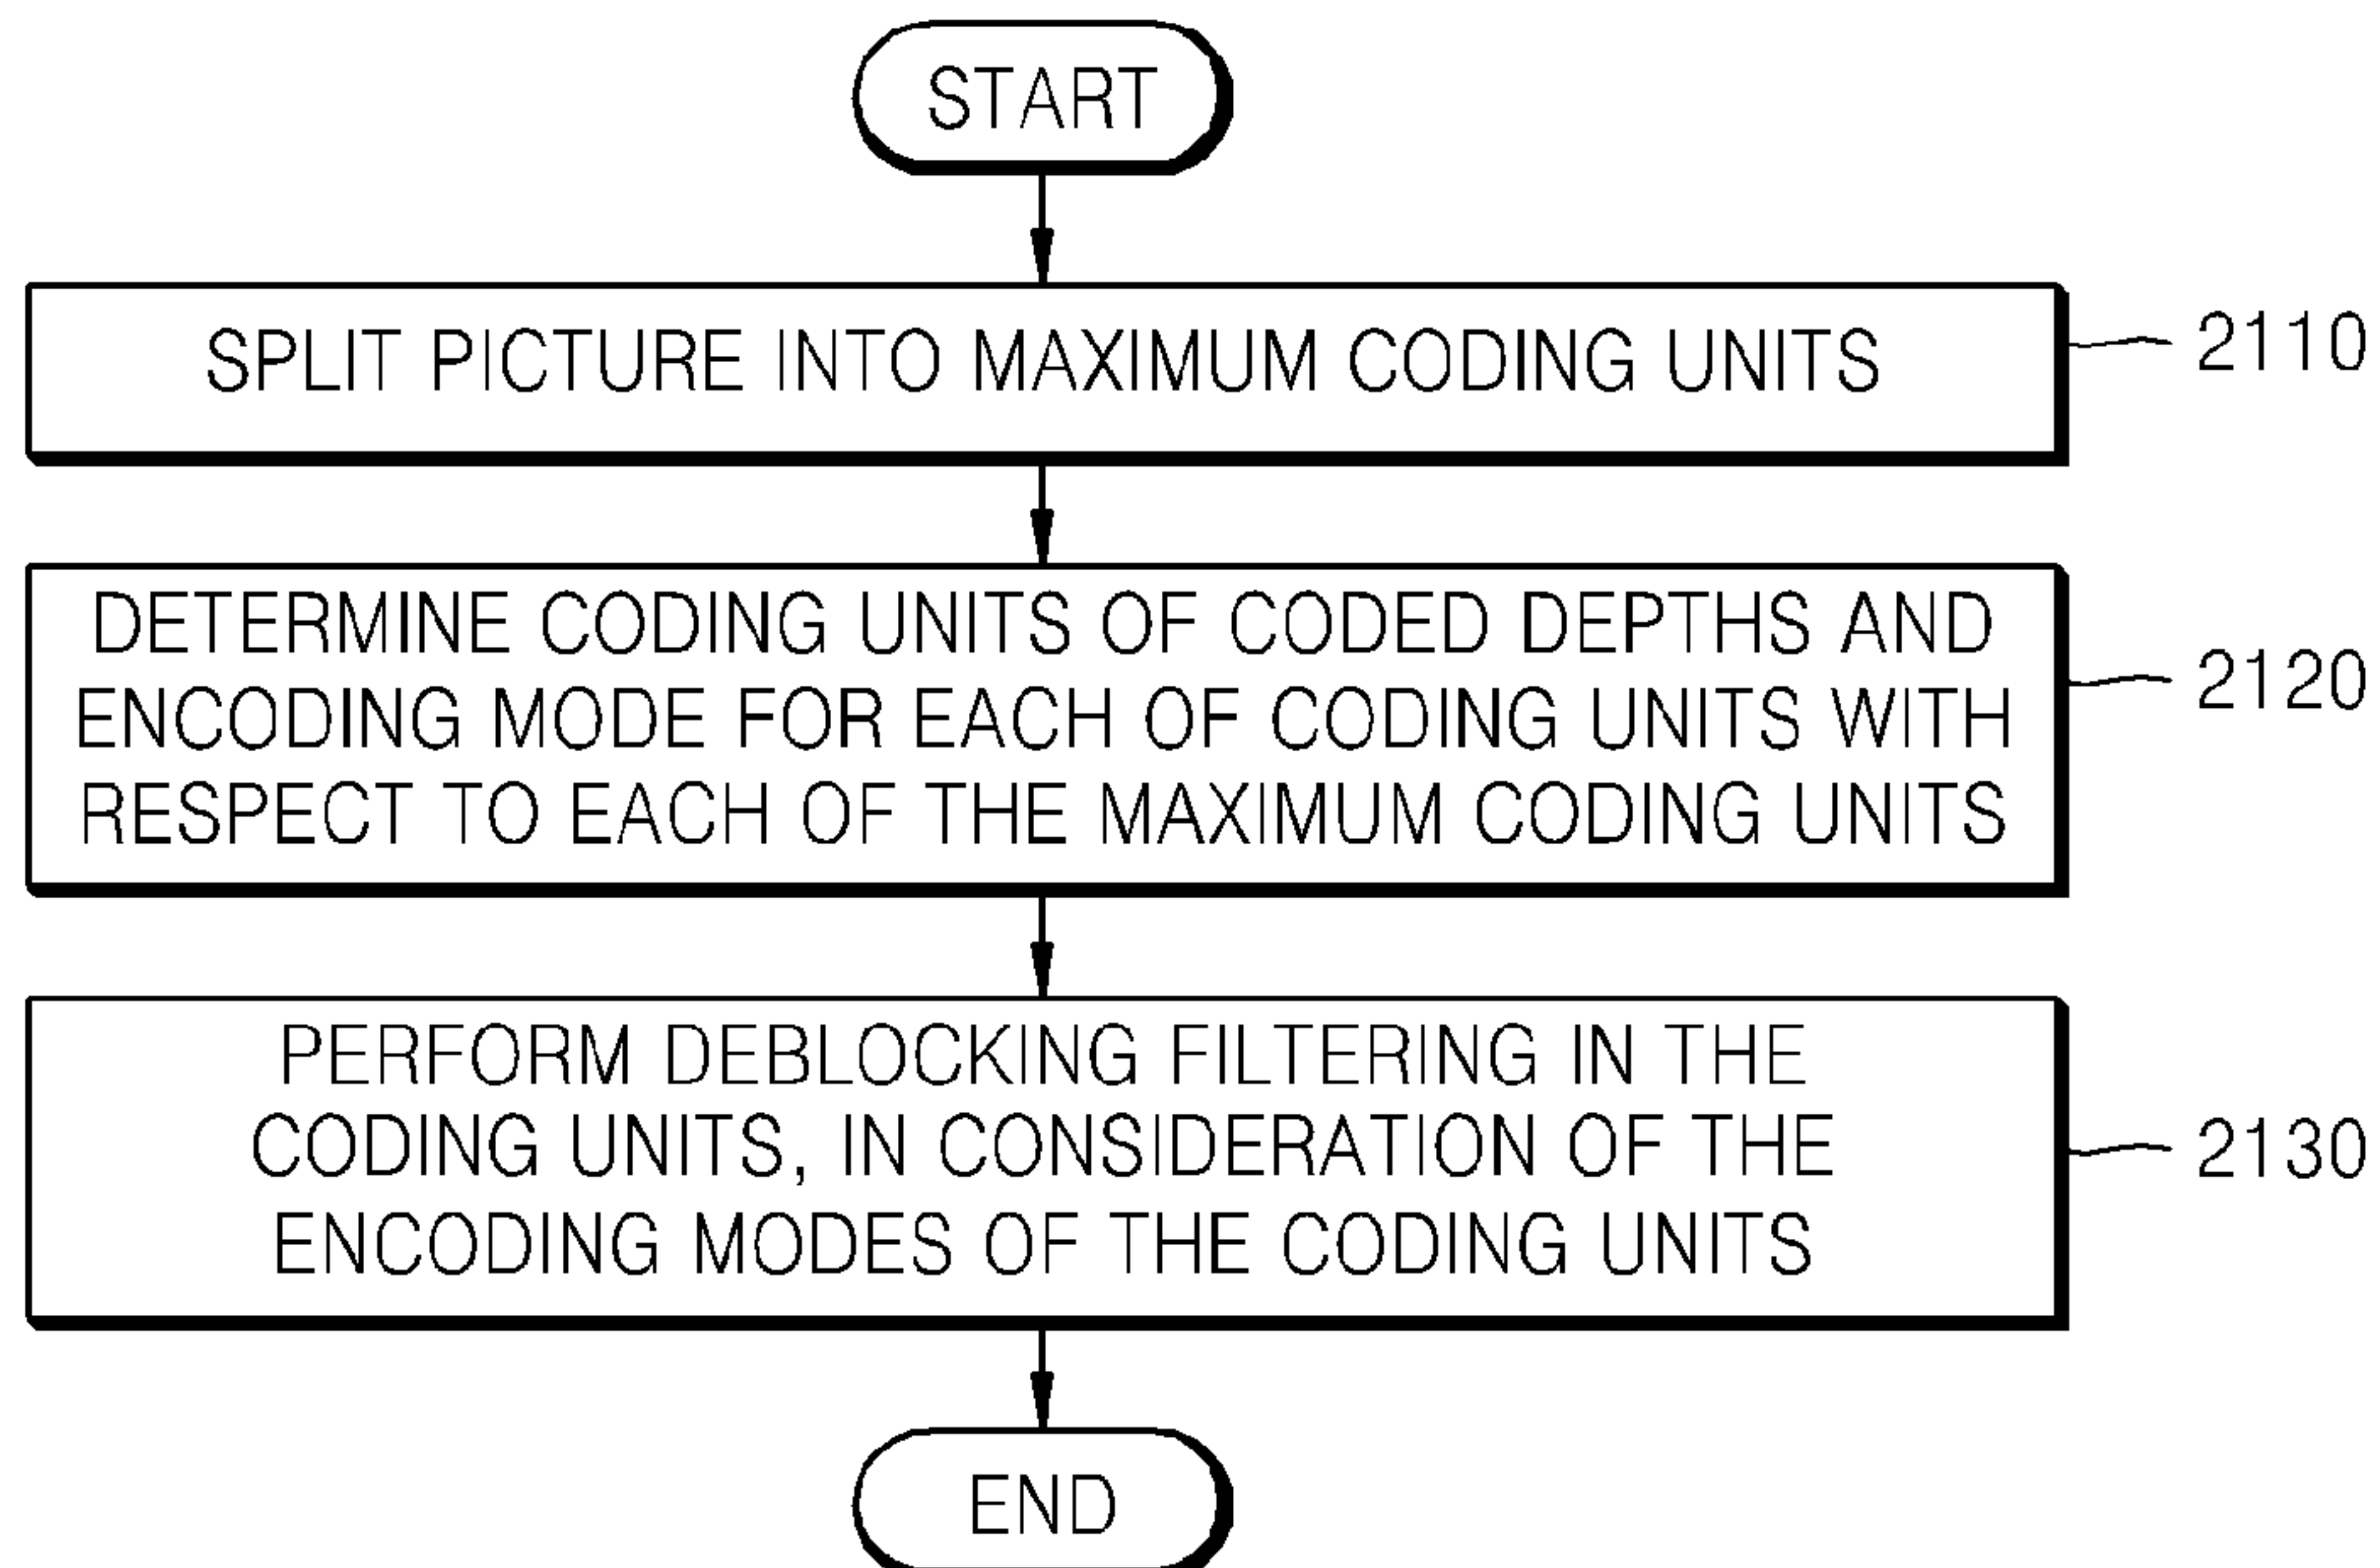 START
SPLIT PICTURE INTO MAXIMUM CODING UNITS
2110
DETERMINE CODING UNITS OF CODED DEPTHS AND
ENCODING MODE FOR EACH OF CODING UNITS WITH
RESPECT TO EACH OF THE MAXIMUM CODING UNITS
2120
PERFORM DEBLOCKING FILTERING IN THE
CODING UNITS, IN CONSIDERATION OF THE
ENCODING MODES OF THE CODING UNITS
2130
END